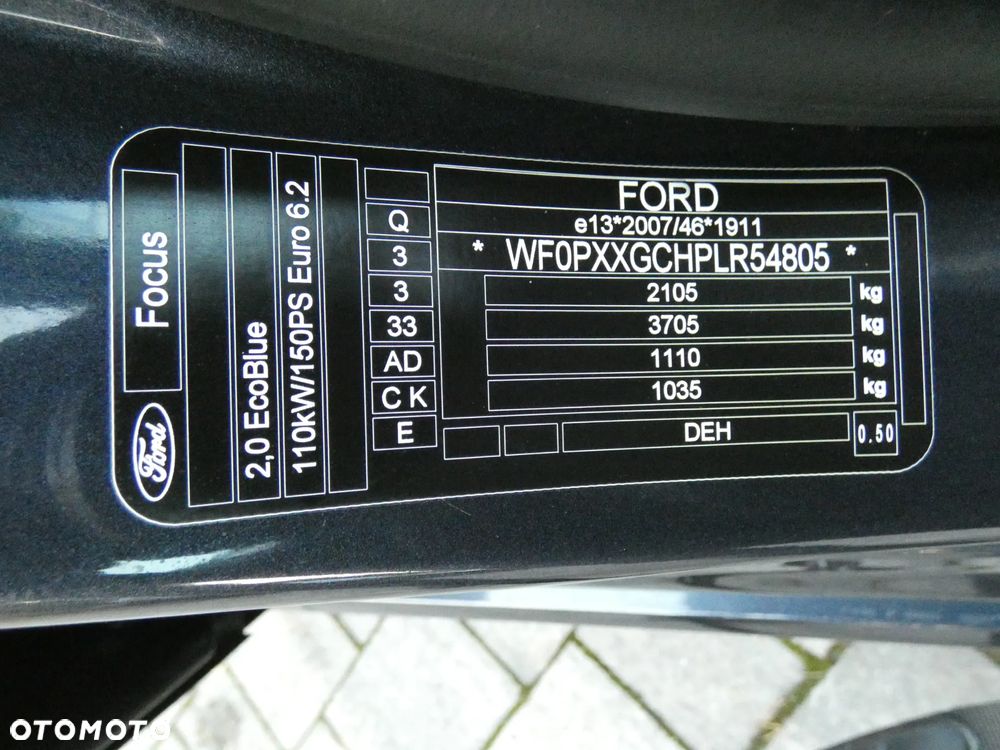 FORD
e13*2007/46*1911
* WF0PXXGCHPLR54805 *
2105 kg
3705 kg
1110 kg
1035 kg
DEH
0.50
Q
3
3
33
AD
C K
E
Focus
Ford
2,0 EcoBlue
110kW/150PS Euro 6.2
OTOMOTO